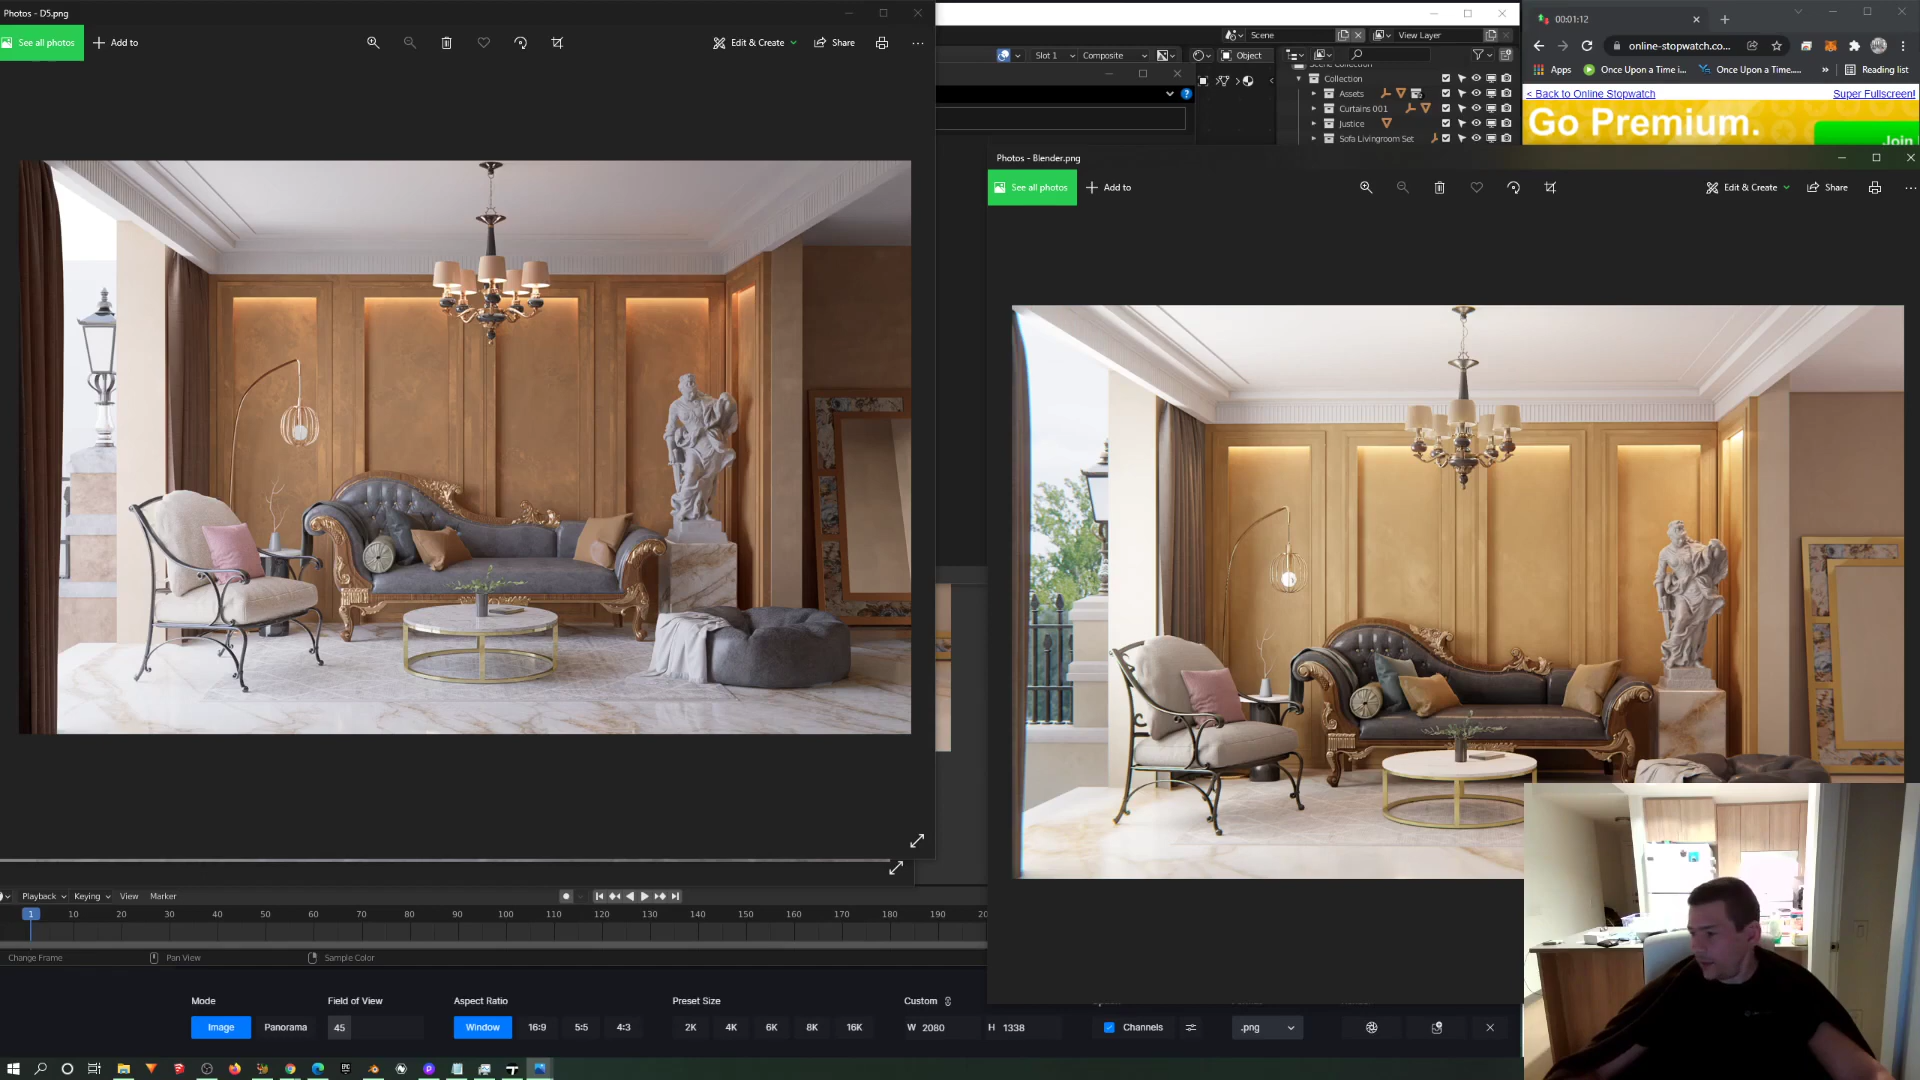 Photos - D5.png
See all photos
Add to
Edit & Create
Share
Scene
View Layer
Slot 1
Composite
Object
Collection
Assets
Curtains 001
Justice
Sofa Livingroom Set
00:01:12
online-stopwatch.co...
Apps
Once Upon a Time i...
Once Upon a Time.....
»
Reading list
< Back to Online Stopwatch
Super Fullscreen!
Go Premium.
Join
Photos - Blender.png
See all photos
Add to
Edit & Create
Share
Playback
Keying
View
Marker
1 10 20 30 40 50 60 70 80 90 100 110 120 130 140 150 160 170 180 190
Change Frame
Pan View
Sample Color
Mode
Field of View
Aspect Ratio
Preset Size
Custom
Image
Panorama
45
Window
16:9
5:5
4:3
2K
4K
6K
8K
16K
W 2080
H 1338
Channels
.png